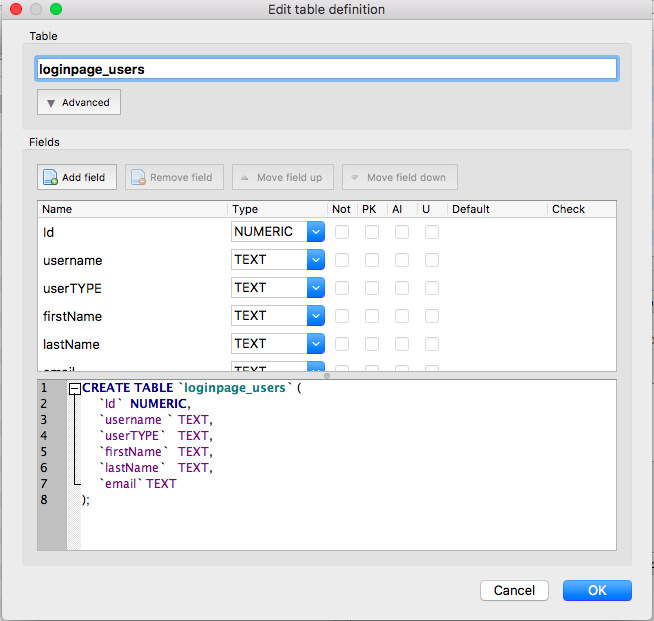 Edit table definition
Table
loginpage_users
Advanced
Fields
Add field Remove field Move field up Move field down
Name Type Not PK AI U Default Check
Id NUMERIC
username TEXT
userTYPE TEXT
firstName TEXT
lastName TEXT
email TEXT
1 CREATE TABLE `loginpage_users` (
2 `Id` NUMERIC,
3 `username ` TEXT,
4 `userTYPE` TEXT,
5 `firstName` TEXT,
6 `lastName` TEXT,
7 `email` TEXT
8 );
Cancel OK